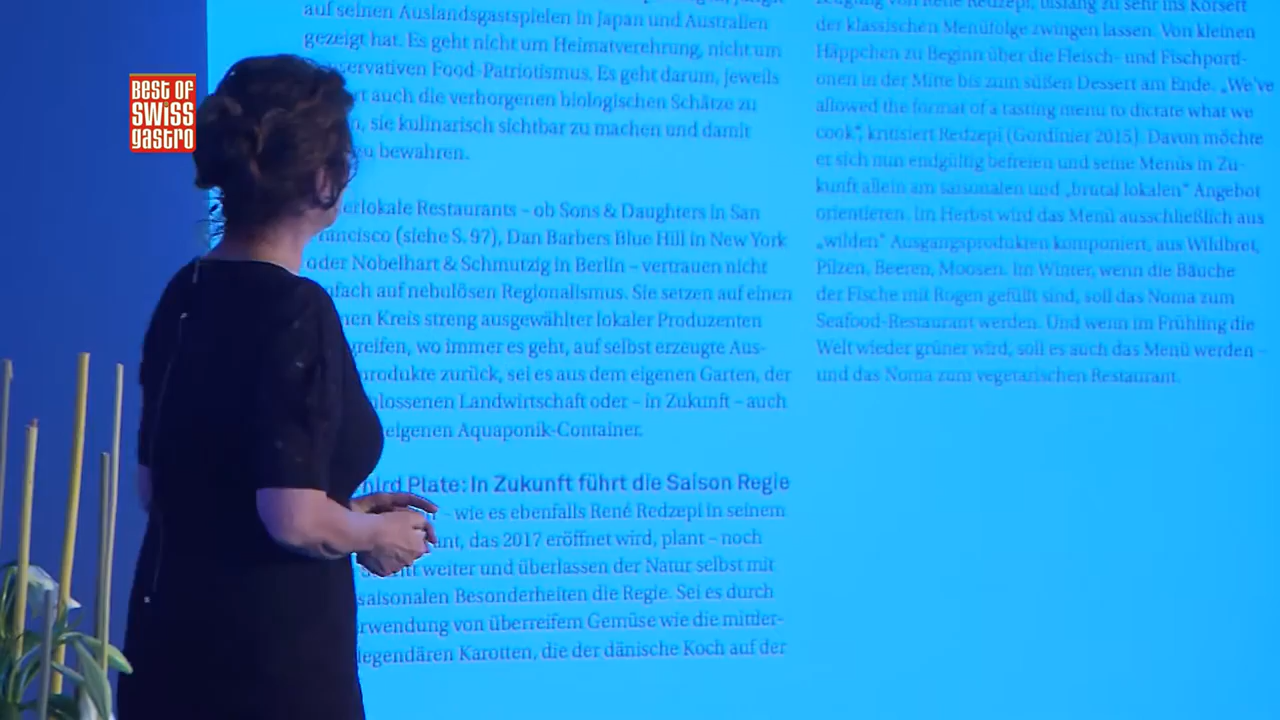 BEST OF
SWISS
gastro
auf seinen Auslandsgastspielen in Japan und Australien
gezeigt hat. Es geht nicht um Heimatverehrung, nicht um
Food-Patriotismus. Es geht darum, jeweils
auch die verborgenen biologischen Schätze zu
sie kulinarisch sichtbar zu machen und damit
bewahren.
Restaurants – ob Sons & Daughters in San
(siehe S. 97), Dan Barbers Blue Hill in New York
oder Nobelhart & Schmutzig in Berlin – vertrauen nicht
auf nebulösen Regionalismus. Sie setzen auf einen
Kreis streng ausgewählter lokaler Produzenten
wo immer es geht, auf selbst erzeugte Aus-
zurück, sei es aus dem eigenen Garten, der
Landwirtschaft oder – in Zukunft – auch
eigenen Aquaponik-Container.
Plate: In Zukunft führt die Saison Regie
– wie es ebenfalls René Redzepi in seinem
das 2017 eröffnet wird, plant – noch
weiter und überlassen der Natur selbst mit
saisonalen Besonderheiten die Regie. Sei es durch
von überreifem Gemüse wie die mittler-
legendären Karotten, die der dänische Koch auf der
von René Redzepi, bislang zu sehr ins Korsett
der klassischen Menüfolge zwingen lassen. Von kleinen
Häppchen zu Beginn über die Fleisch- und Fischporti-
onen in der Mitte bis zum süßen Dessert am Ende. „We've
allowed the format of a tasting menu to dictate what we
cook“, kritisiert Redzepi (Gordinier 2015). Davon möchte
er sich nun endgültig befreien und seine Menüs in Zu-
kunft allein am saisonalen und „brutal lokalen“ Angebot
orientieren. Im Herbst wird das Menü ausschließlich aus
„wilden“ Ausgangsprodukten komponiert, aus Wildbret,
Pilzen, Beeren, Moosen. Im Winter, wenn die Bäuche
der Fische mit Rogen gefüllt sind, soll das Noma zum
Seafood-Restaurant werden. Und wenn im Frühling die
Welt wieder grüner wird, soll es auch das Menü werden –
und das Noma zum vegetarischen Restaurant.